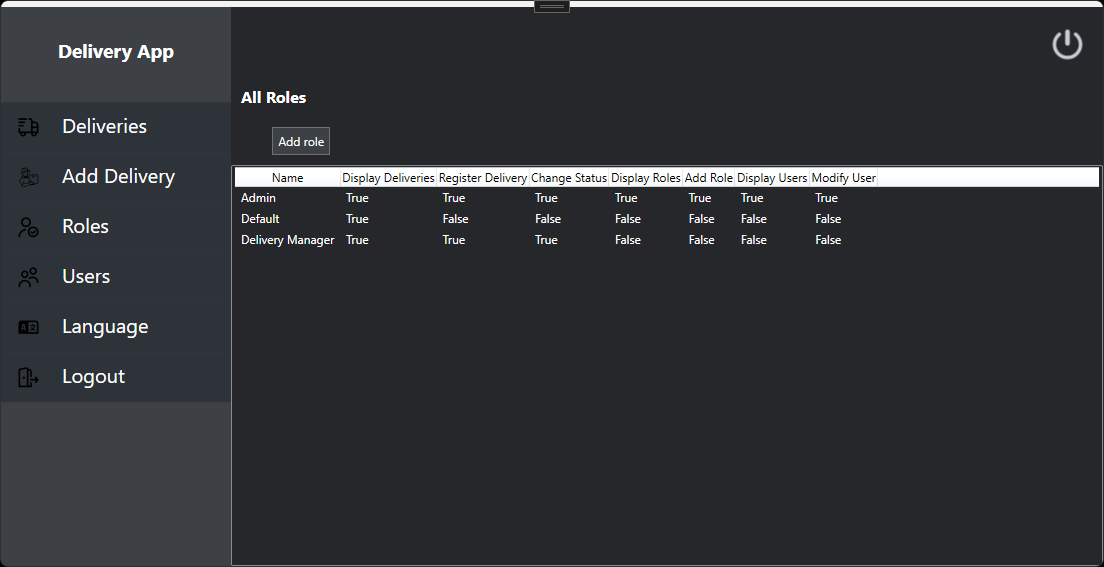 Delivery App
Deliveries
Add Delivery
Roles
Users
Language
Logout
All Roles
Add role
Name Display Deliveries Register Delivery Change Status Display Roles Add Role Display Users Modify User
Admin True True True True True True True
Default True False False False False False False
Delivery Manager True True True False False False False